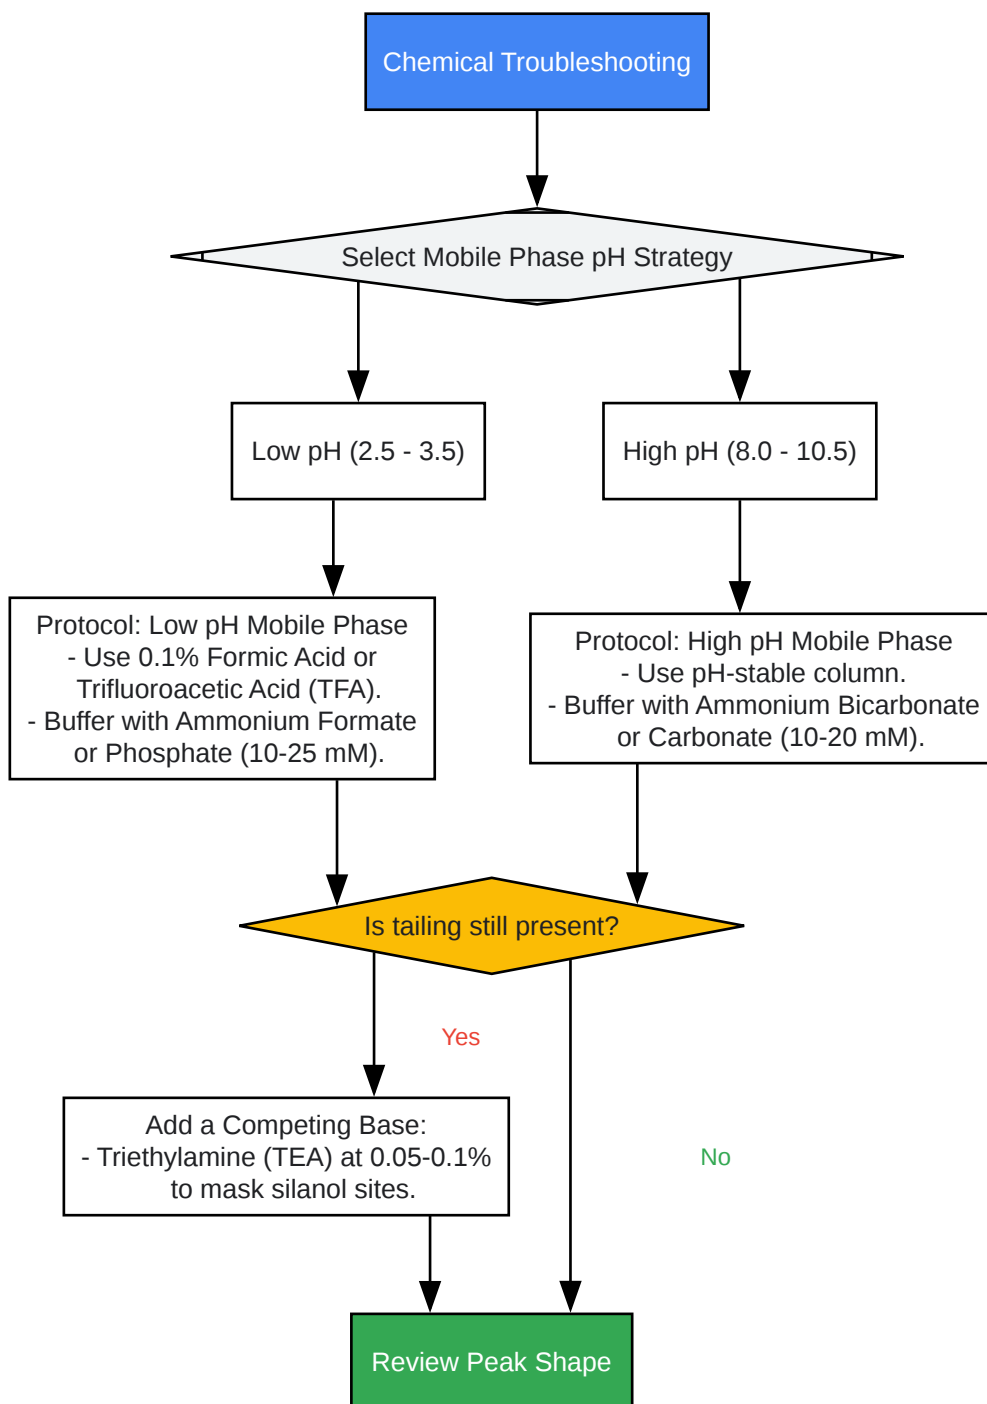 Chemical Troubleshooting
Select Mobile Phase pH Strategy
Low pH (2.5 - 3.5)
High pH (8.0 - 10.5)
Protocol: Low pH Mobile Phase
- Use 0.1% Formic Acid or
Trifluoroacetic Acid (TFA).
- Buffer with Ammonium Formate
or Phosphate (10-25 mM).
Protocol: High pH Mobile Phase
- Use pH-stable column.
- Buffer with Ammonium Bicarbonate
or Carbonate (10-20 mM).
Is tailing still present?
Yes
Add a Competing Base:
- Triethylamine (TEA) at 0.05-0.1%
to mask silanol sites.
No
Review Peak Shape